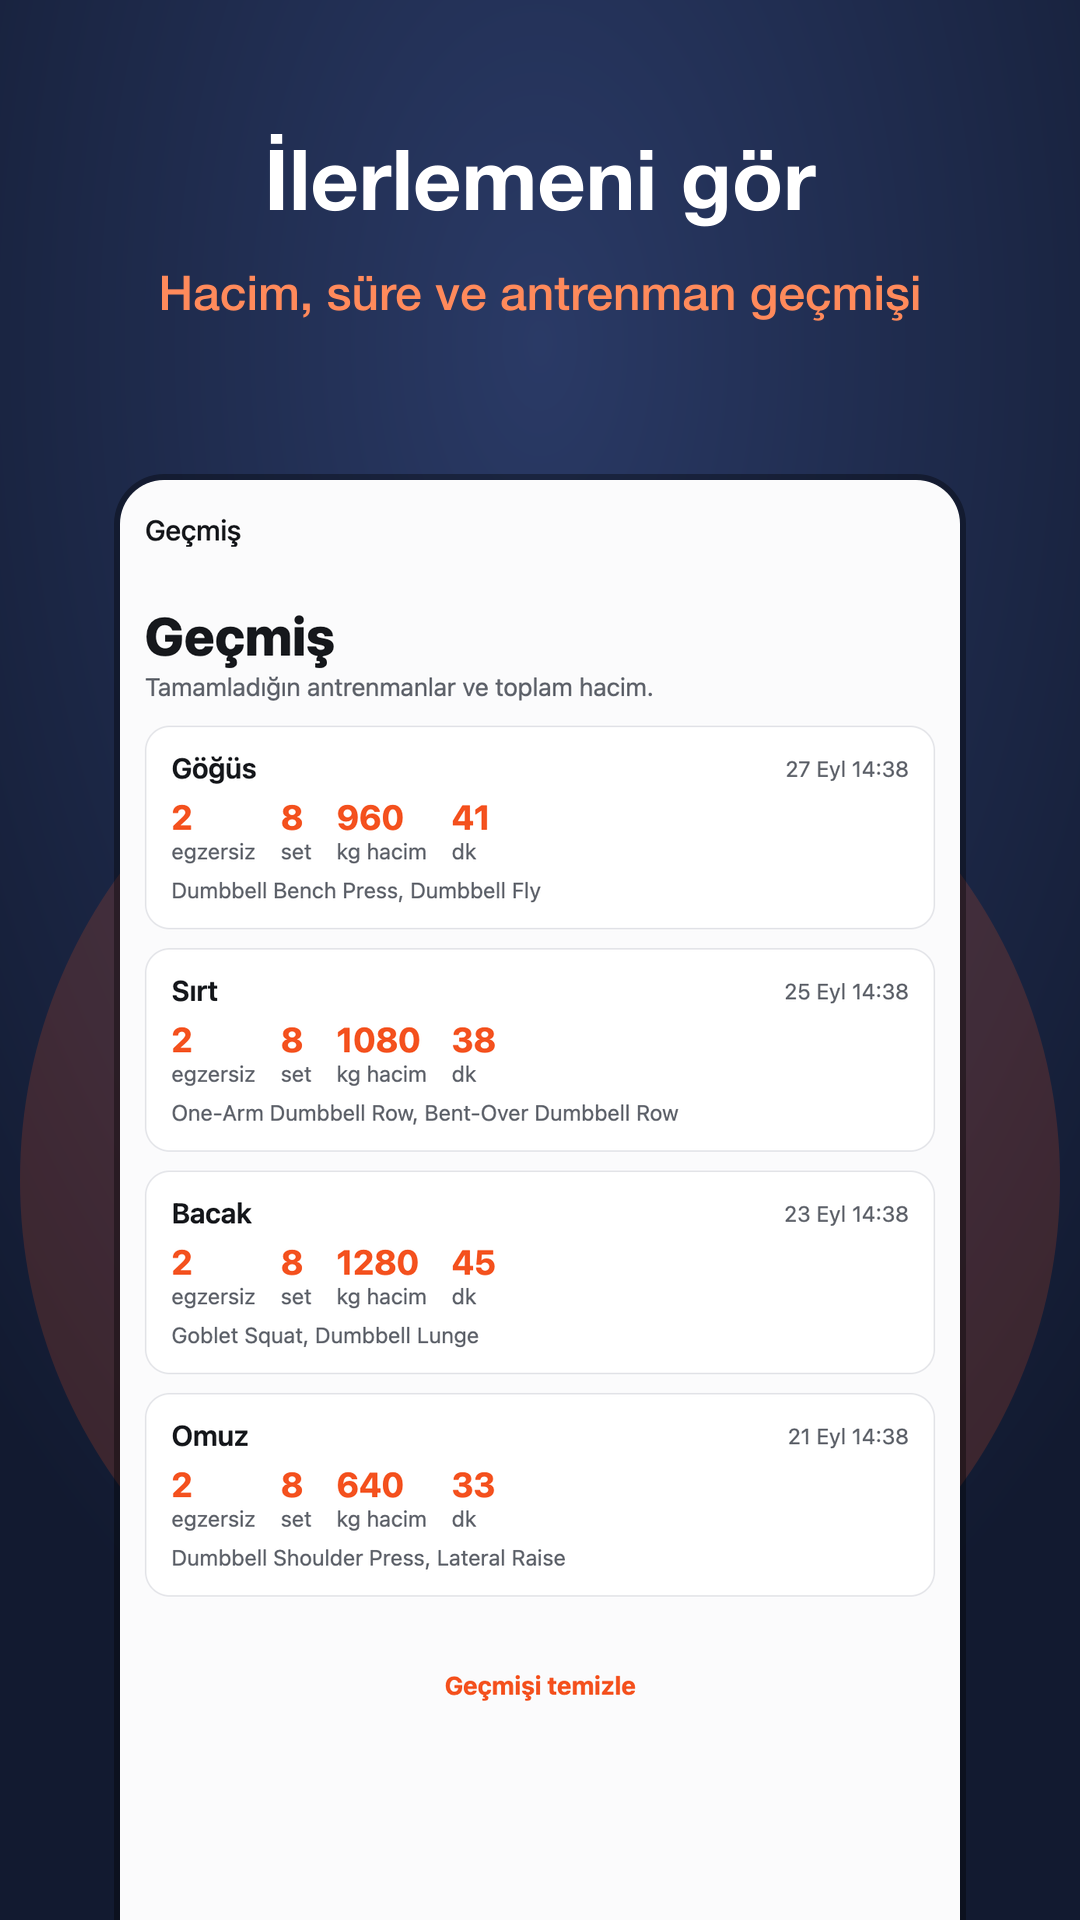 İlerlemeni gör
Hacim, süre ve antrenman geçmişi
Geçmiş
Geçmiş
Tamamladığın antrenmanlar ve toplam hacim.
Göğüs 27 Eyl 14:38
2 8 960 41
egzersiz set kg hacim dk
Dumbbell Bench Press, Dumbbell Fly
Sırt 25 Eyl 14:38
2 8 1080 38
egzersiz set kg hacim dk
One-Arm Dumbbell Row, Bent-Over Dumbbell Row
Bacak 23 Eyl 14:38
2 8 1280 45
egzersiz set kg hacim dk
Goblet Squat, Dumbbell Lunge
Omuz 21 Eyl 14:38
2 8 640 33
egzersiz set kg hacim dk
Dumbbell Shoulder Press, Lateral Raise
Geçmişi temizle